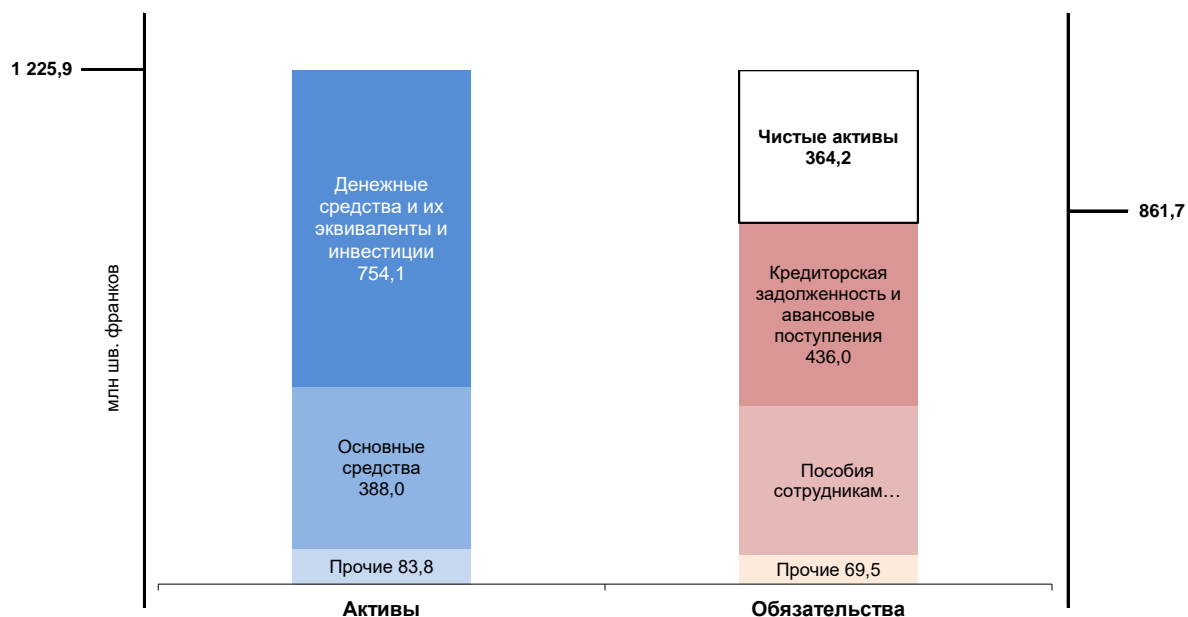 1 225,9
Денежные
средства и их
эквиваленты и
инвестиции
754,1
Основные
средства
388,0
Прочие 83,8
Чистые активы
364,2
Кредиторская
задолженность и
авансовые
поступления
436,0
Пособия
сотрудникам…
Прочие 69,5
861,7
млн шв. франков
Активы
Обязательства